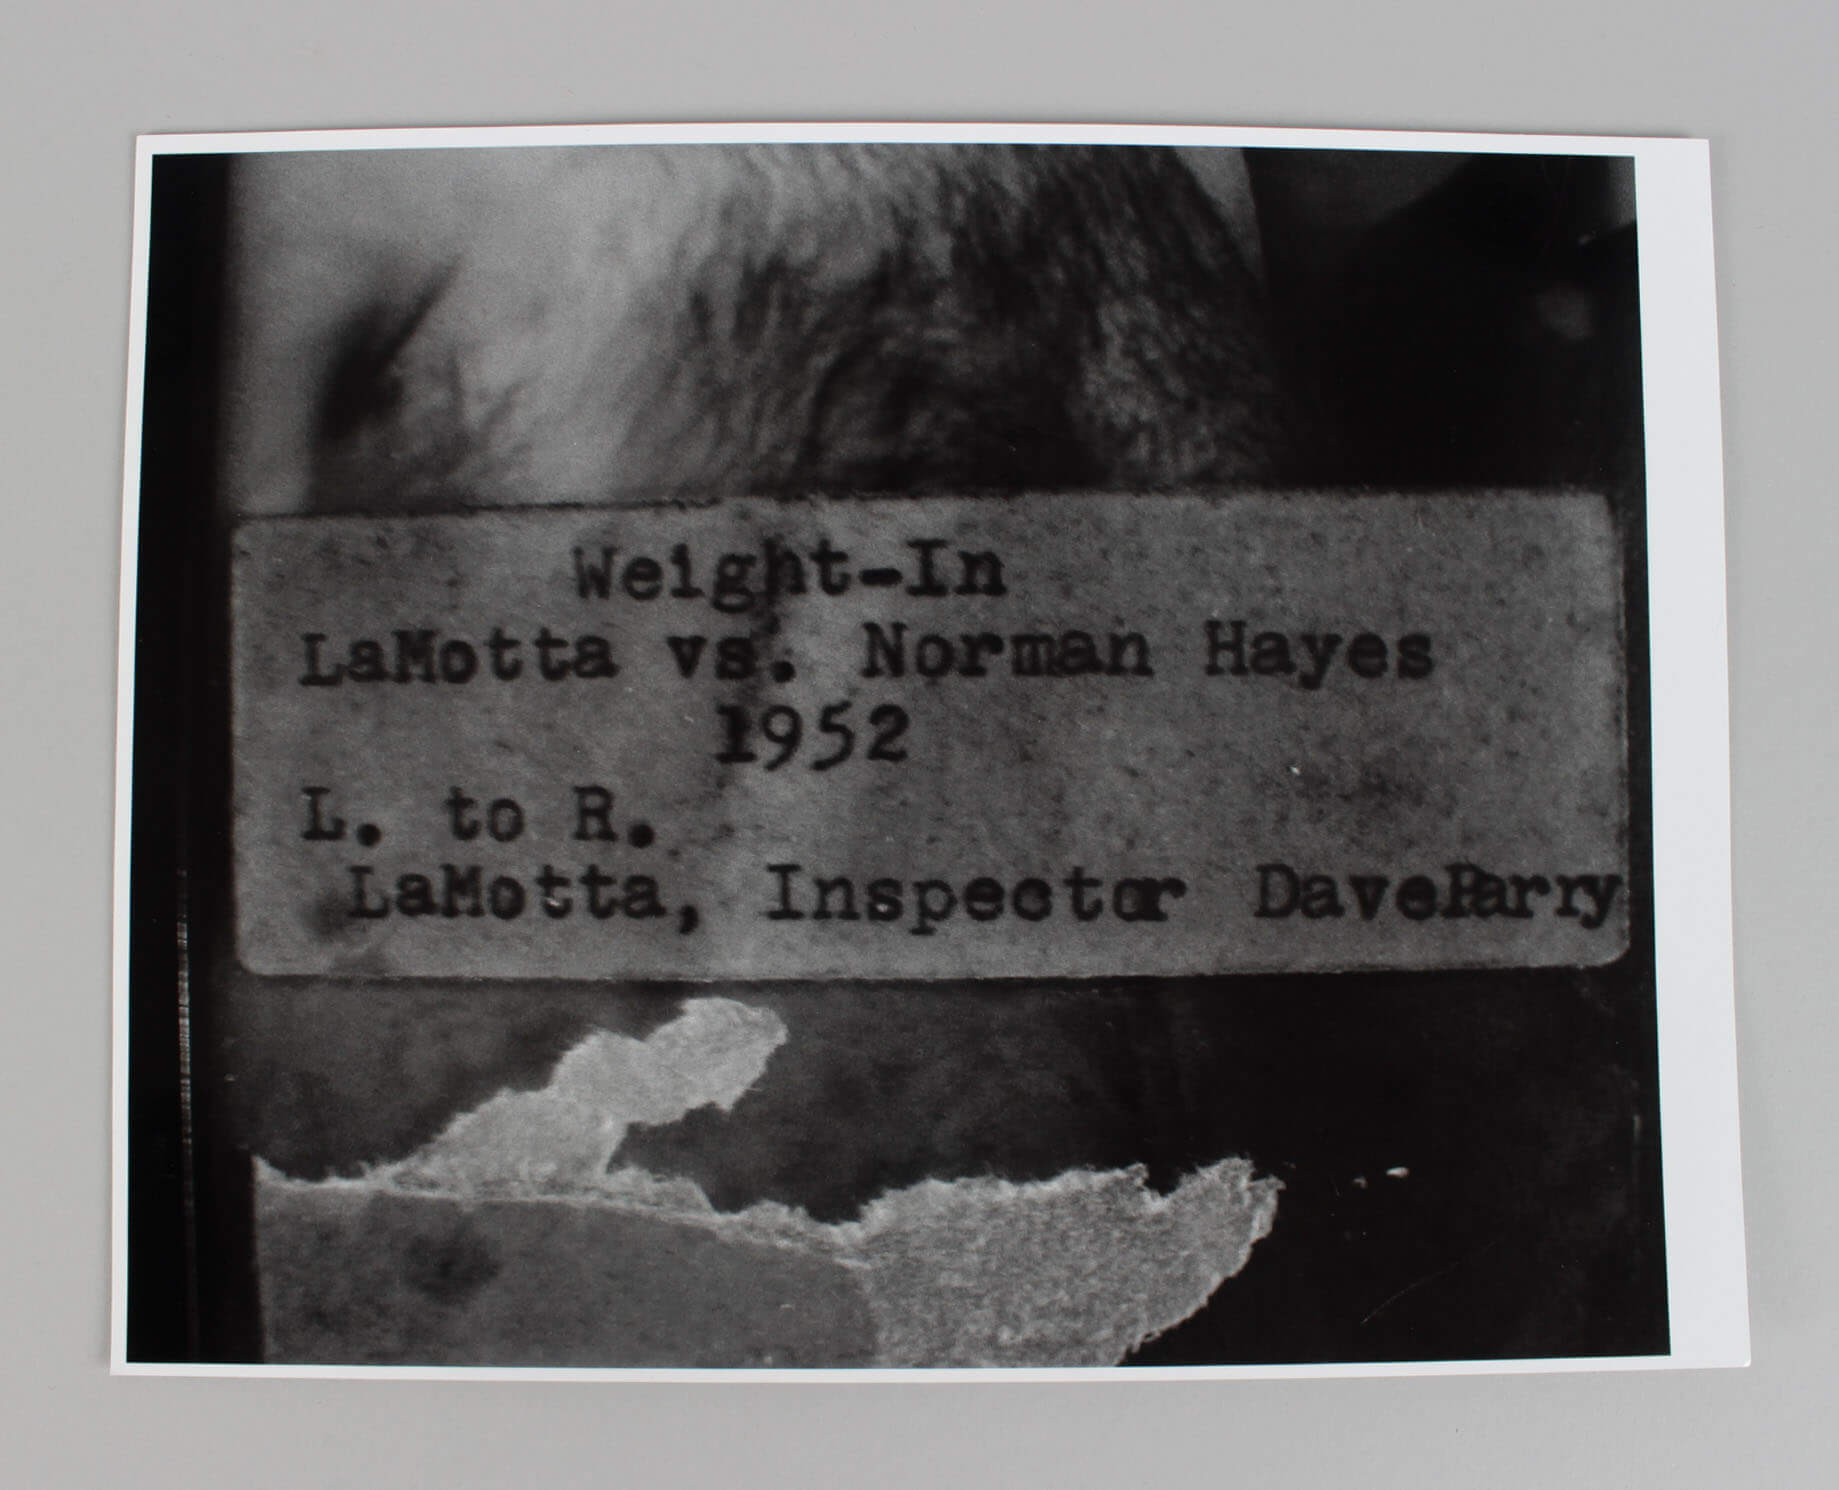 Weight-In
LaMotta vs. Norman Hayes
1952
L. to R.
LaMotta, Inspector DaveParry